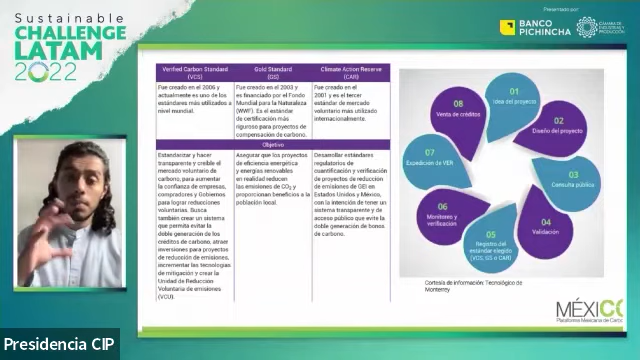 Sustainable
CHALLENGE
LATAM
2022
Presentado por:
BANCO
PICHINCHA
CÁMARA DE
INDUSTRIAS Y
PRODUCCIÓN
Verified Carbon Standard
(VCS)
Gold Standard
(GS)
Climate Action Reserve
(CAR)
Fue creado en el 2006 y
actualmente es uno de los
estándares más utilizados a
nivel mundial.
Fue creado en el 2003 y
es financiado por el Fondo
Mundial para la Naturaleza
(WWF). Es el estándar
de certificación más
riguroso para proyectos de
compensación de carbono.
Fue creado en el
2001 y es el tercer
estándar de mercado
voluntario más utilizado
internacionalmente.
Objetivo
Estandarizar y hacer
transparente y creíble el
mercado voluntario de
carbono, para aumentar
la confianza de empresas,
compradores y Gobiernos
para lograr reducciones
voluntarias. Busca
también crear un sistema
que permita evitar la
doble generación de los
créditos de carbono, atraer
inversiones para proyectos
de reducción de emisiones,
incrementar las tecnologías
de mitigación y crear la
Unidad de Reducción
Voluntaria de emisiones
(VCU).
Asegurar que los proyectos
de eficiencia energética
y energías renovables
en realidad reducen
las emisiones de CO₂ y
proporcionan beneficios a la
población local.
Desarrollar estándares
regulatorios de
cuantificación y verificación
de proyectos de reducción
de emisiones de GEI en
Estados Unidos y México,
con la intención de tener un
sistema transparente y de
acceso público que evite la
doble generación de bonos
de carbono.
01
Idea del proyecto
02
Diseño del proyecto
03
Consulta pública
04
Validación
05
Registro del
estándar elegido
(VCS, GS o CAR)
06
Monitoreo y
verificación
07
Expedición de VER
08
Venta de créditos
Cortesía de información: Tecnológico de
Monterrey
MÉXICO
Plataforma Mexicana de Carbo
Presidencia CIP